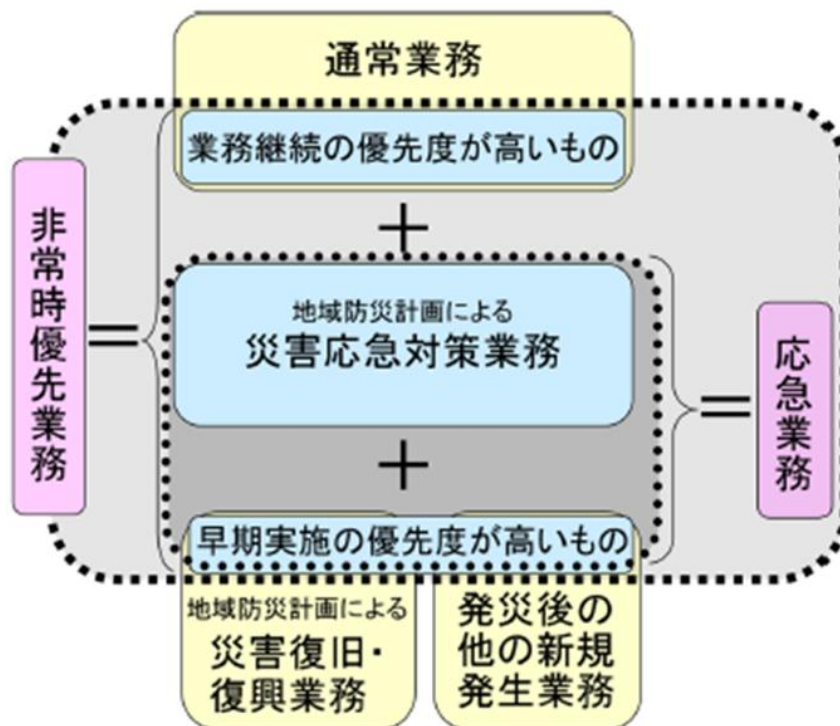 通常業務
業務継続の優先度が高いもの
＋
非常時優先業務
＝
地域防災計画による
災害応急対策業務
＝
応急業務
＋
早期実施の優先度が高いもの
地域防災計画による
災害復旧・
復興業務
発災後の
他の新規
発生業務